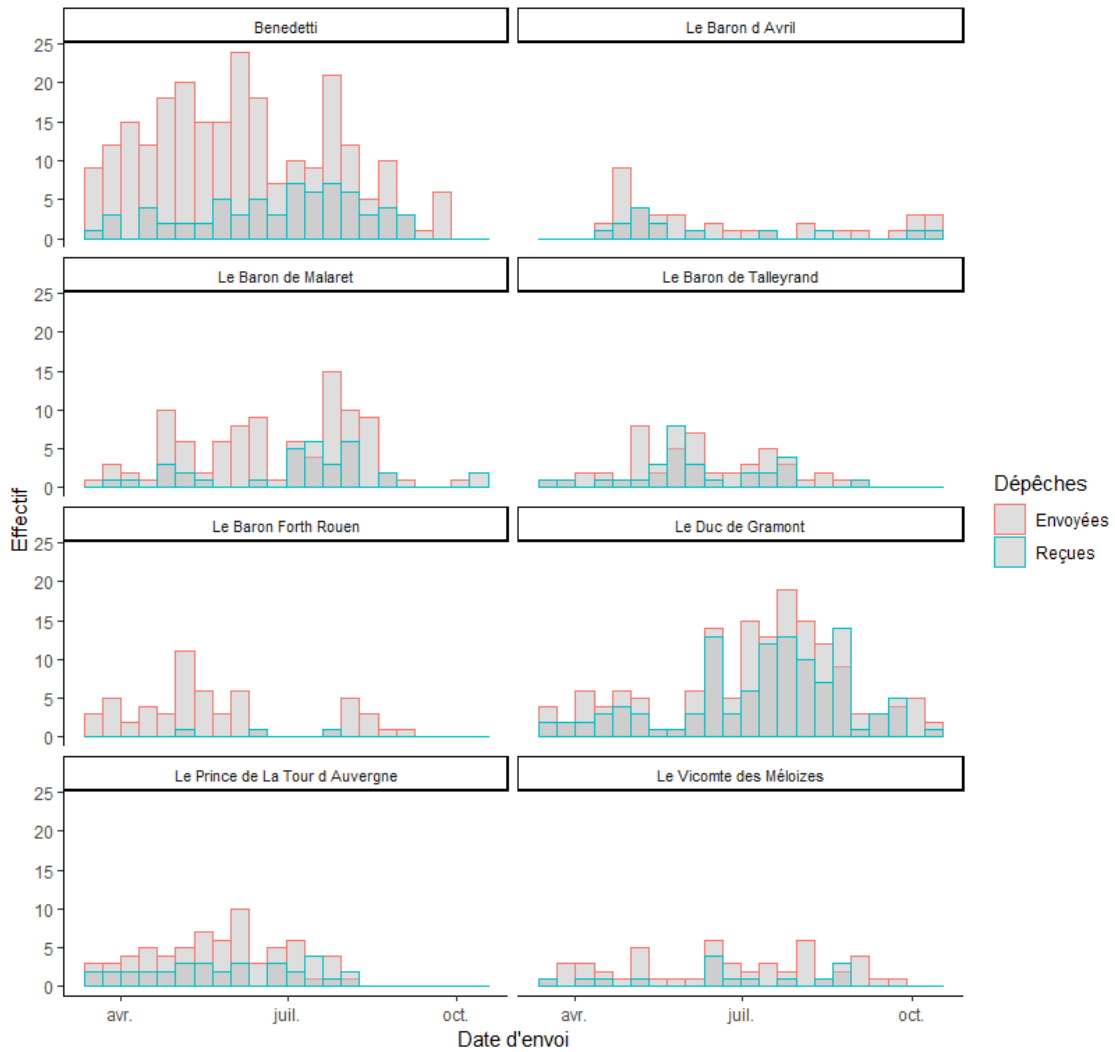 Benedetti
Le Baron d Avril
25
20
15
10
5
0
Le Baron de Malaret
Le Baron de Talleyrand
25
20
15
10
5
0
Le Baron Forth Rouen
Le Duc de Gramont
25
20
15
10
5
0
Le Prince de La Tour d Auvergne
Le Vicomte des Méloizes
25
20
15
10
5
0
avr.
juil.
oct.
avr.
juil.
oct.
Date d'envoi
Effectif
Dépêches
Envoyées
Reçues